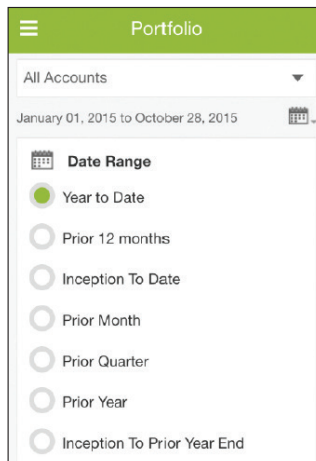 Portfolio
All Accounts
January 01, 2015 to October 28, 2015
Date Range
Year to Date
Prior 12 months
Inception To Date
Prior Month
Prior Quarter
Prior Year
Inception To Prior Year End